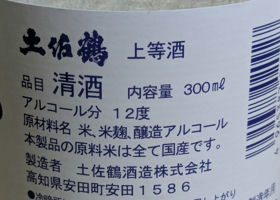 土佐鶴 上等酒
品目 清酒 内容量 300㎖
アルコール分 12度
原材料名 米、米麹、醸造アルコール
本製品の原料米は全て国産です。
製造者 土佐鶴酒造株式会社
高知県安田町安田1586